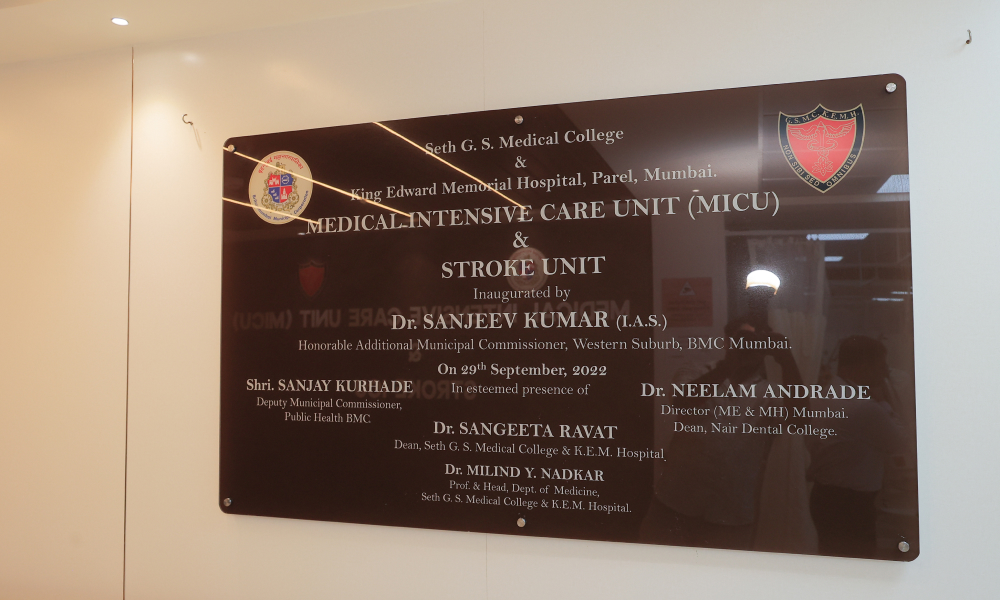 Seth G. S. Medical College
&
King Edward Memorial Hospital, Parel, Mumbai.
MEDICAL INTENSIVE CARE UNIT (MICU)
&
STROKE UNIT
Inaugurated by
Dr. SANJEEV KUMAR (I.A.S.)
Honorable Additional Municipal Commissioner, Western Suburb, BMC Mumbai.
On 29th September, 2022
In esteemed presence of
Shri. SANJAY KURHADE
Deputy Municipal Commissioner,
Public Health BMC
Dr. NEELAM ANDRADE
Director (ME & MH) Mumbai.
Dean, Nair Dental College.
Dr. SANGEETA RAVAT
Dean, Seth G. S. Medical College & K.E.M. Hospital.
Dr. MILIND Y. NADKAR
Prof. & Head, Dept. of Medicine,
Seth G. S. Medical College & K.E.M. Hospital.
G.S.M.C. K.E.M.H.
NON SIBI SED OMNIBUS